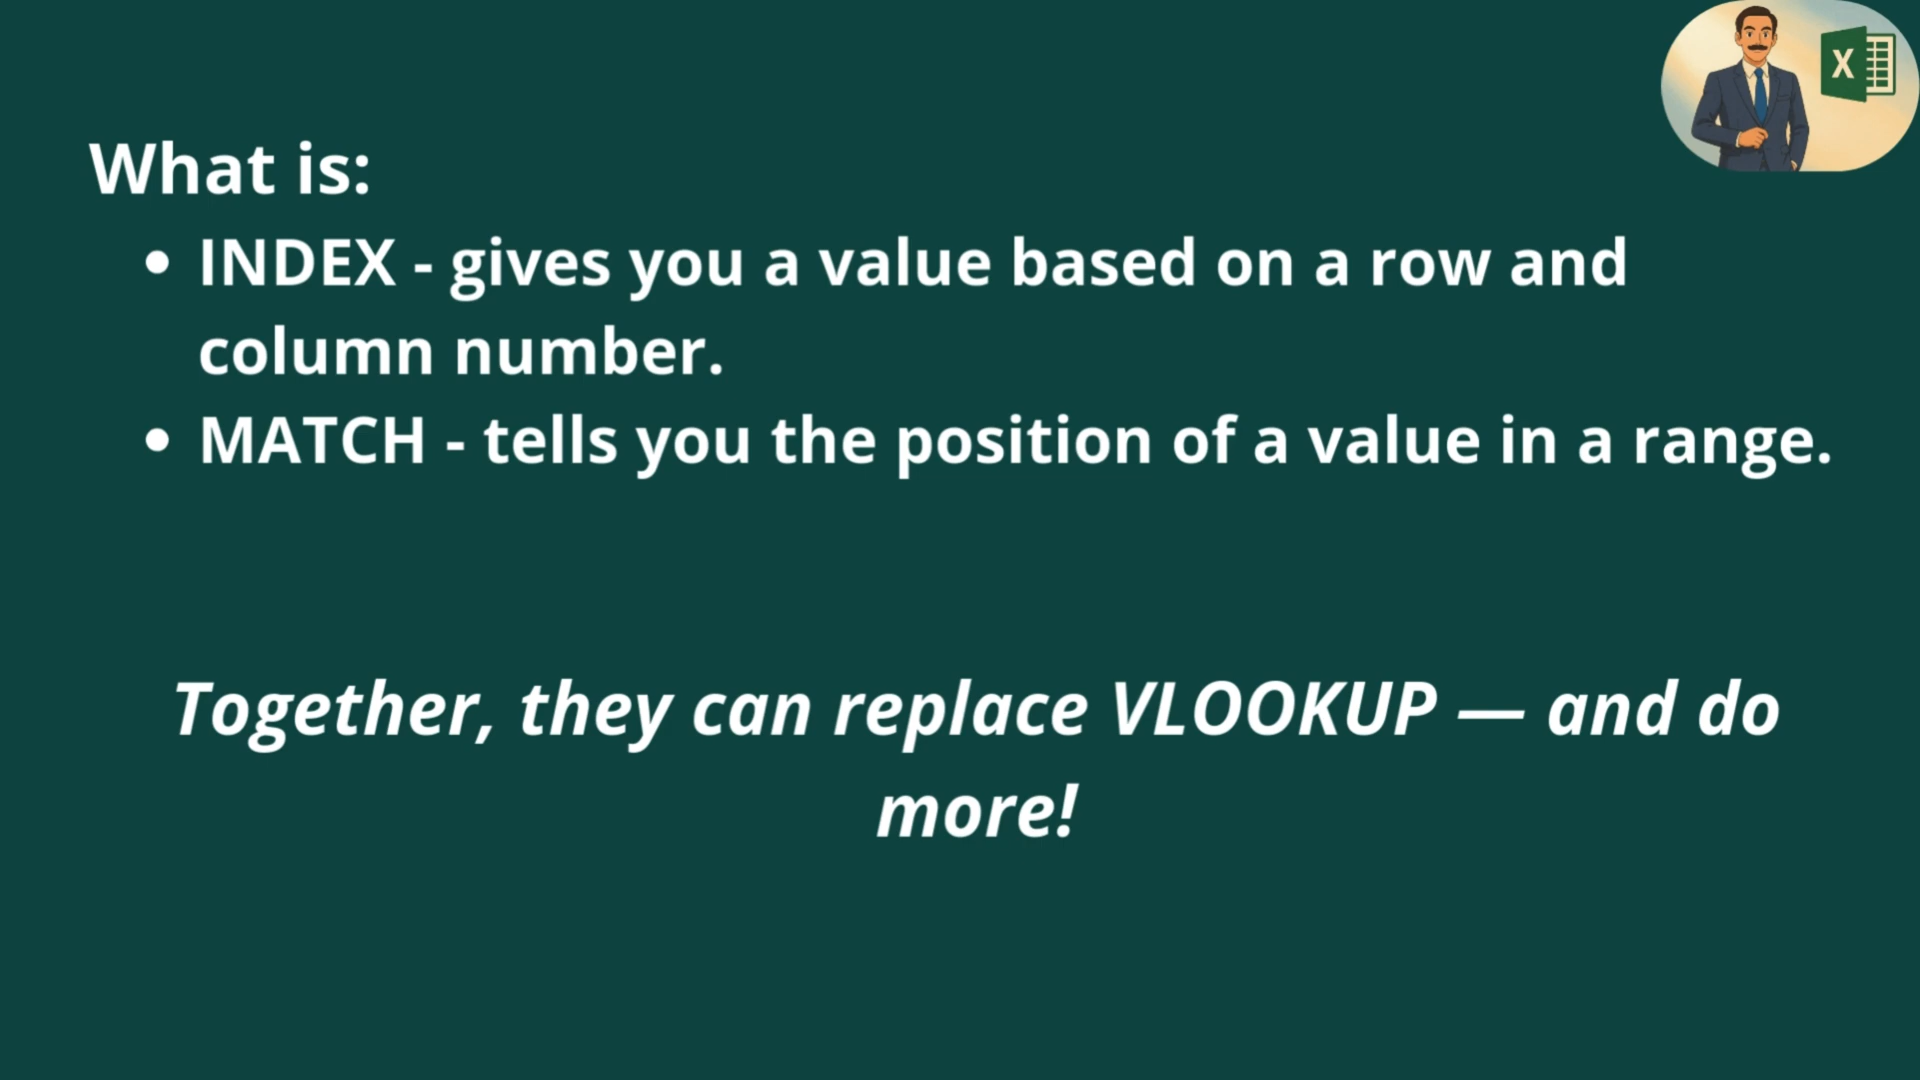 What is:
• INDEX - gives you a value based on a row and
column number.
• MATCH - tells you the position of a value in a range.
Together, they can replace VLOOKUP — and do
more!
X